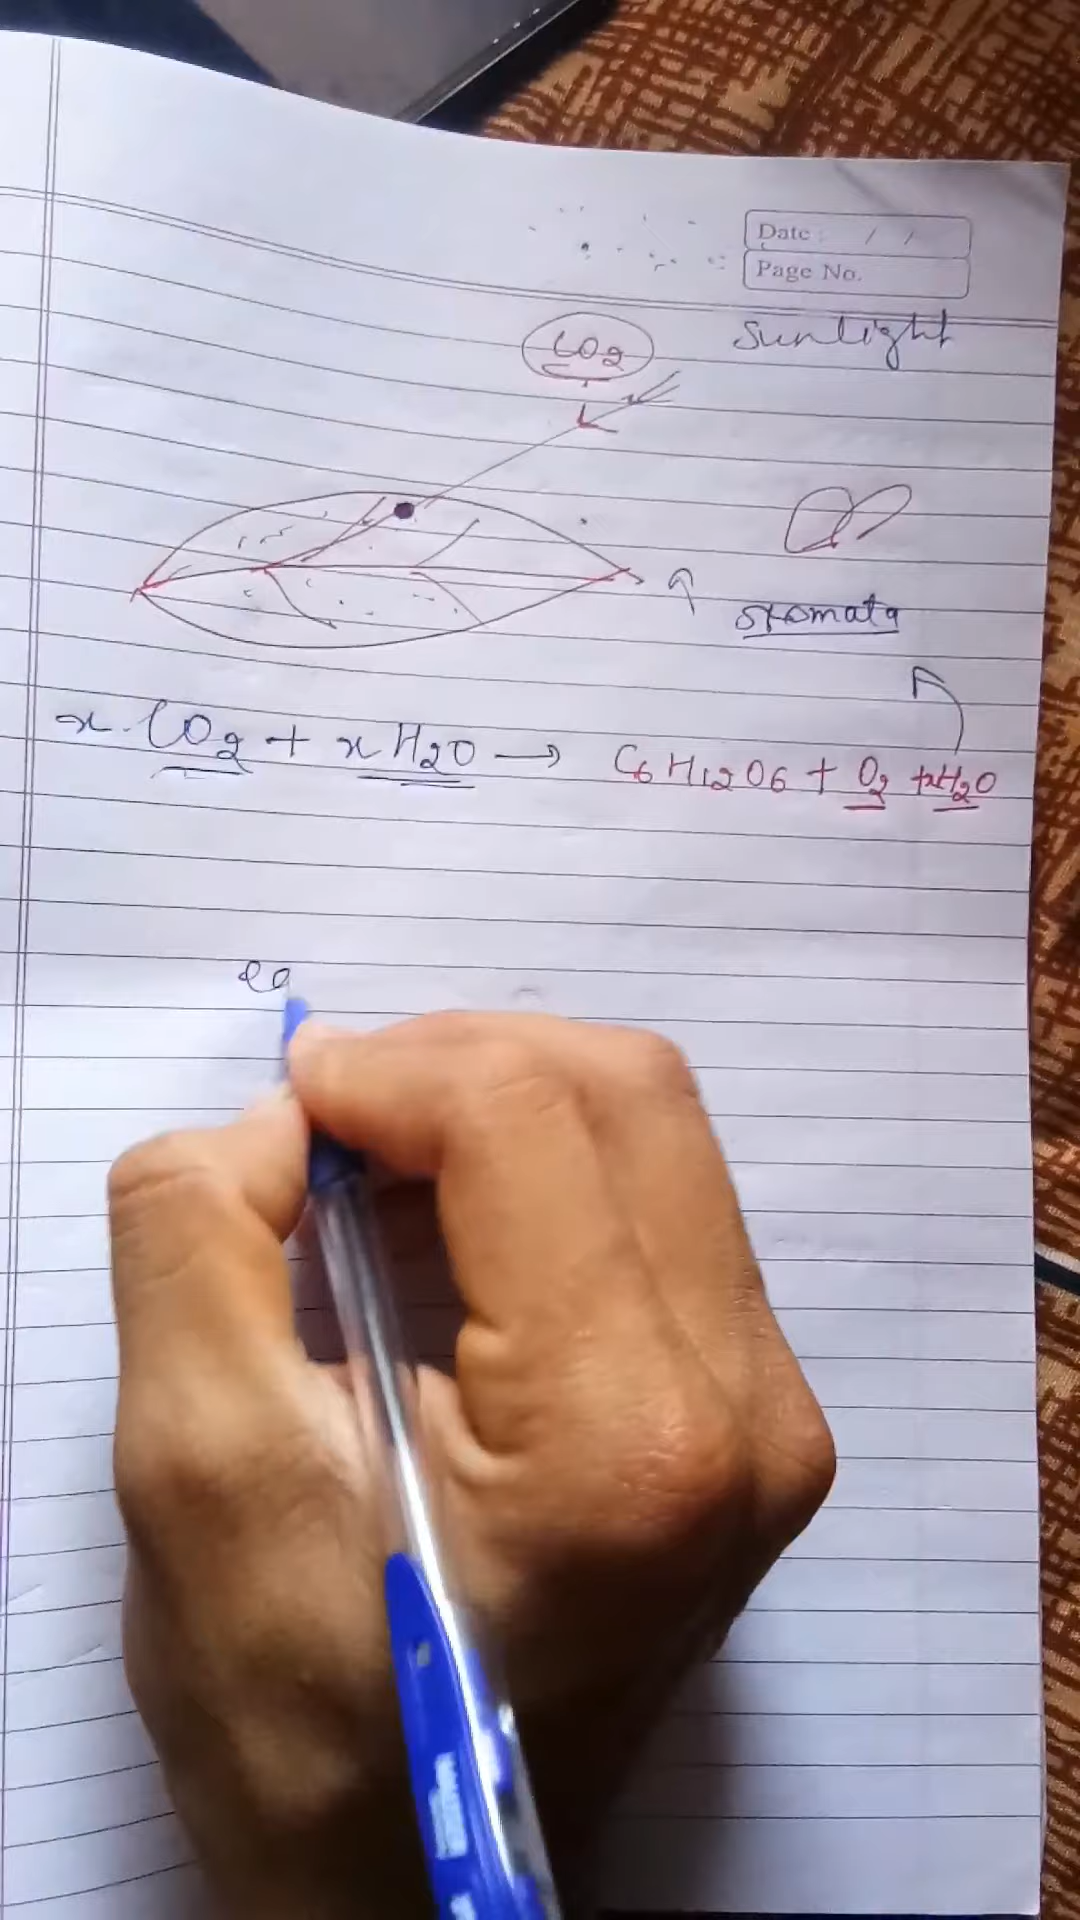 Date : / /
Page No.
CO2
Sunlight
stomata
x. CO2 + x H2O → C6H12O6 + O2 + xH2O